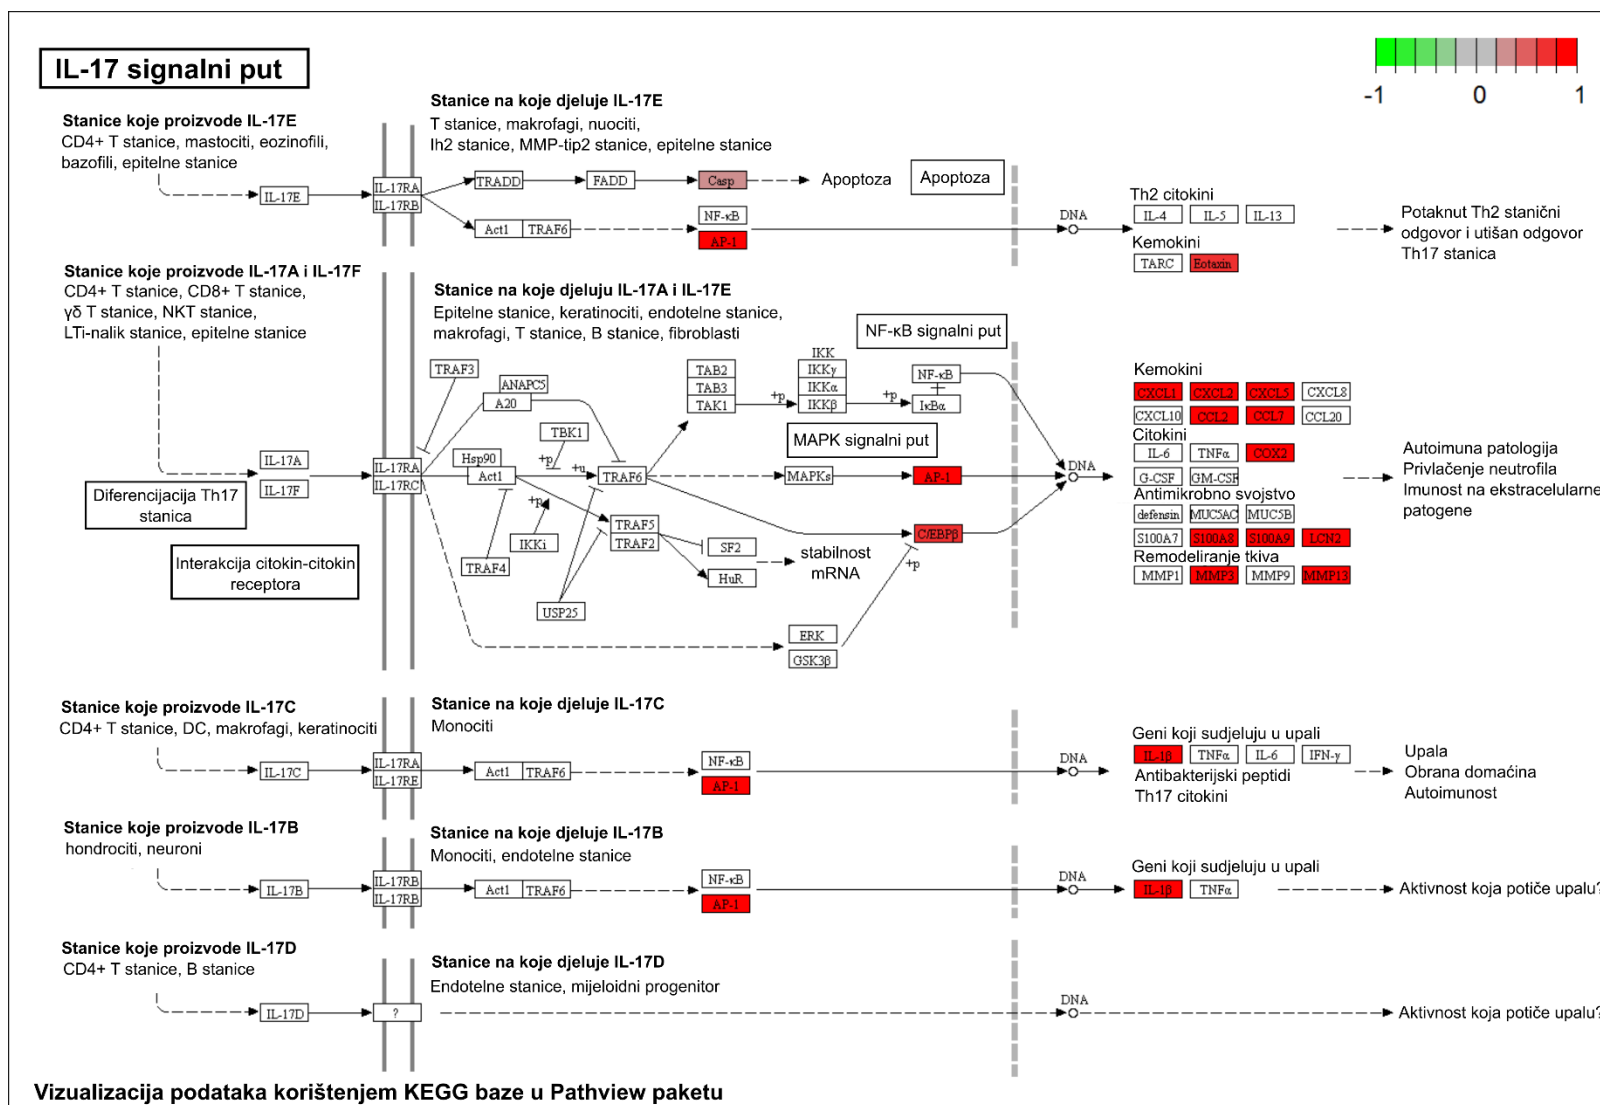 IL-17 signalni put
-1 0 1
Stanice koje proizvode IL-17E
CD4+ T stanice, mastociti, eozinofili,
bazofili, epitelne stanice
Stanice na koje djeluje IL-17E
T stanice, makrofagi, nuociti,
Ih2 stanice, MMP-tip2 stanice, epitelne stanice
IL-17E
IL-17RA
IL-17RB
TRADD
FADD
Casp
Apoptoza
Apoptoza
Act1
TRAF6
NF-κB
AP-1
DNA
Th2 citokini
IL-4
IL-5
IL-13
Kemokini
TARC
Eotaxin
Potaknut Th2 stanični
odgovor i utišan odgovor
Th17 stanica
Stanice koje proizvode IL-17A i IL-17F
CD4+ T stanice, CD8+ T stanice,
γδ T stanice, NKT stanice,
LTi-nalik stanice, epitelne stanice
Stanice na koje djeluju IL-17A i IL-17E
Epitelne stanice, keratinociti, endotelne stanice,
makrofagi, T stanice, B stanice, fibroblasti
NF-κB signalni put
TRAF3
ANAPC5
A20
TAB2
TAB3
TAK1
+p
IKK
IKKγ
IKKα
IKKβ
+p
NF-κB
IκBα
TBK1
MAPK signalni put
IL-17A
IL-17F
IL-17RA
IL-17RC
Hsp90
Act1
+p
+u
TRAF6
MAPKs
AP-1
DNA
Diferencijacija Th17
stanica
Interakcija citokin-citokin
receptora
+p
IKKi
TRAF4
TRAF5
TRAF2
SF2
HuR
stabilnost
mRNA
USP25
C/EBPβ
+p
ERK
GSK3β
Kemokini
CXCL1
CXCL2
CXCL5
CXCL8
CXCL10
CCL2
CCL7
CCL20
Citokini
IL-6
TNFα
COX2
G-CSF
GM-CSF
Antimikrobno svojstvo
defensin
MUC5AC
MUC5B
S100A7
S100A8
S100A9
LCN2
Remodeliranje tkiva
MMP1
MMP3
MMP9
MMP13
Autoimuna patologija
Privlačenje neutrofila
Imunost na ekstracelularne
patogene
Stanice koje proizvode IL-17C
CD4+ T stanice, DC, makrofagi, keratinociti
Stanice na koje djeluje IL-17C
Monociti
IL-17C
IL-17RA
IL-17RE
Act1
TRAF6
NF-κB
AP-1
DNA
Geni koji sudjeluju u upali
IL-1β
TNFα
IL-6
IFN-γ
Antibakterijski peptidi
Th17 citokini
Upala
Obrana domaćina
Autoimunost
Stanice koje proizvode IL-17B
hondrociti, neuroni
Stanice na koje djeluje IL-17B
Monociti, endotelne stanice
IL-17B
IL-17RB
IL-17RB
Act1
TRAF6
NF-κB
AP-1
DNA
Geni koji sudjeluju u upali
IL-1β
TNFα
Aktivnost koja potiče upalu?
Stanice koje proizvode IL-17D
CD4+ T stanice, B stanice
Stanice na koje djeluje IL-17D
Endotelne stanice, mijeloidni progenitor
IL-17D
?
DNA
Aktivnost koja potiče upalu?
Vizualizacija podataka korištenjem KEGG baze u Pathview paketu